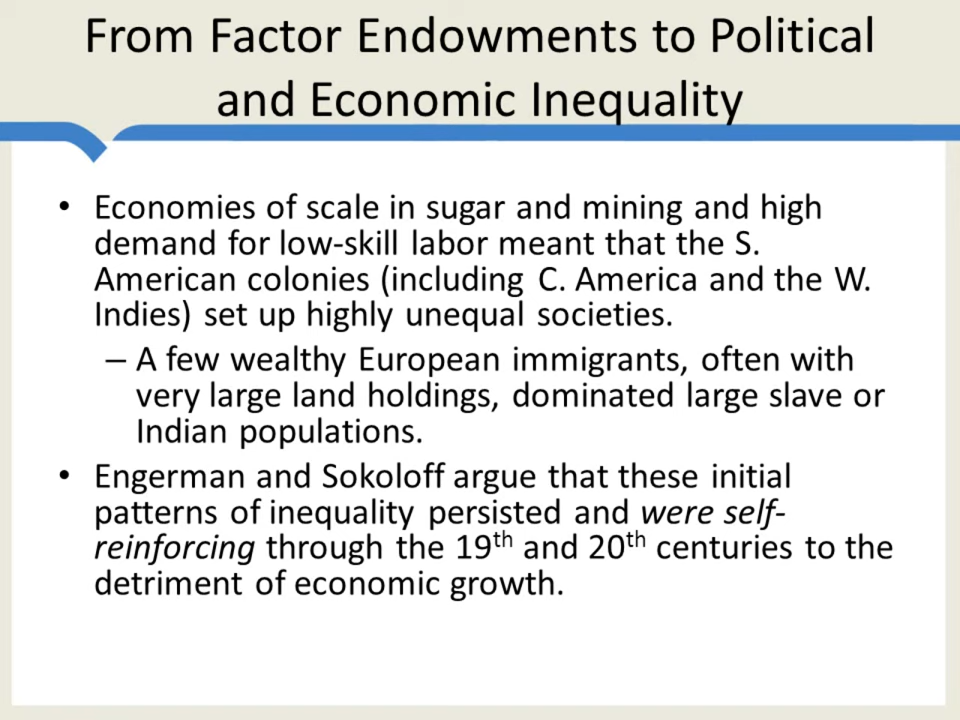 From Factor Endowments to Political
and Economic Inequality
• Economies of scale in sugar and mining and high
demand for low-skill labor meant that the S.
American colonies (including C. America and the W.
Indies) set up highly unequal societies.
– A few wealthy European immigrants, often with
very large land holdings, dominated large slave or
Indian populations.
• Engerman and Sokoloff argue that these initial
patterns of inequality persisted and were self-
reinforcing through the 19th and 20th centuries to the
detriment of economic growth.